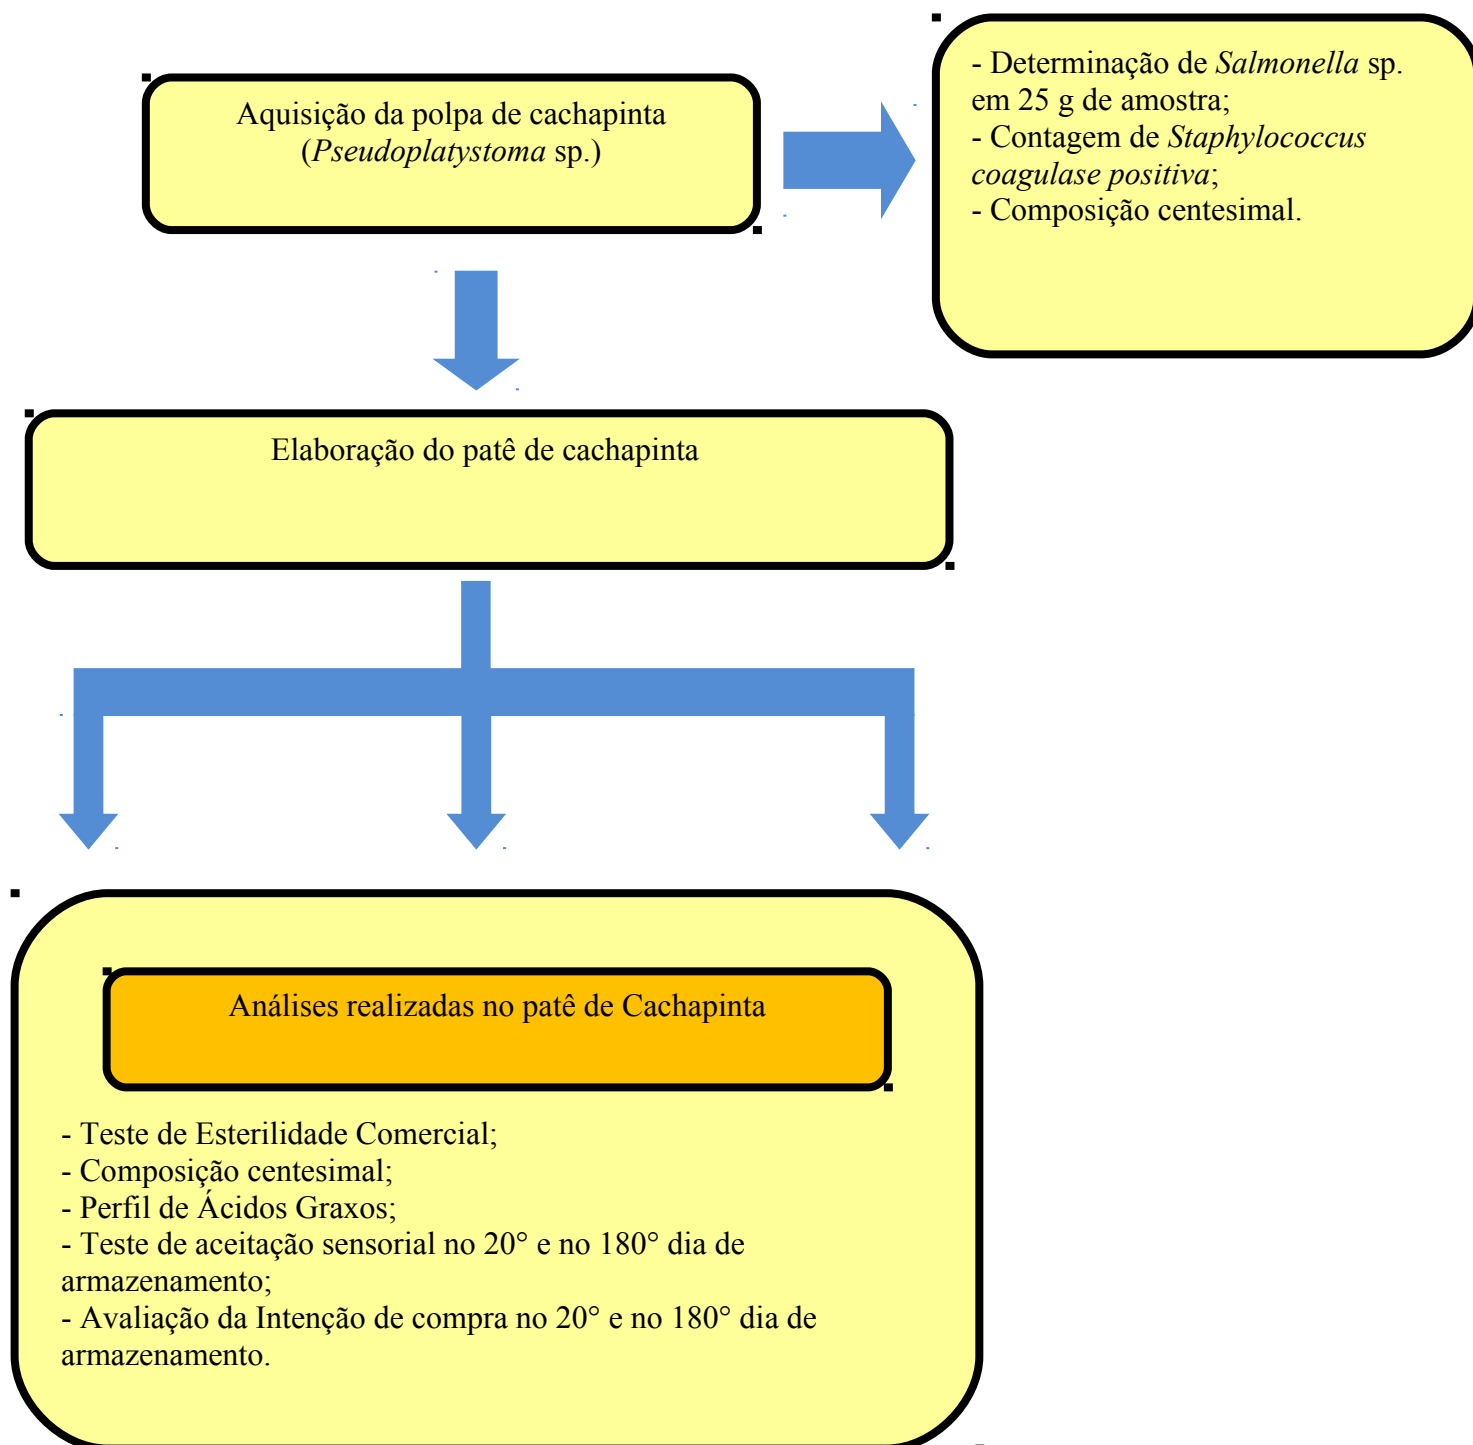 Aquisição da polpa de cachapinta
(Pseudoplatystoma sp.)
- Determinação de Salmonella sp.
em 25 g de amostra;
- Contagem de Staphylococcus
coagulase positiva;
- Composição centesimal.
Elaboração do patê de cachapinta
Análises realizadas no patê de Cachapinta
- Teste de Esterilidade Comercial;
- Composição centesimal;
- Perfil de Ácidos Graxos;
- Teste de aceitação sensorial no 20° e no 180° dia de
armazenamento;
- Avaliação da Intenção de compra no 20° e no 180° dia de
armazenamento.